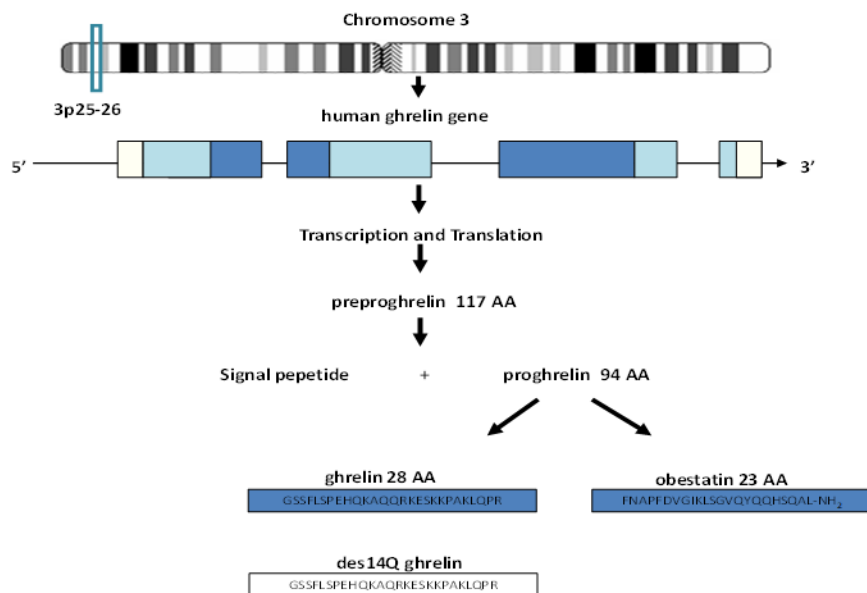 Chromosome 3
3p25-26
human ghrelin gene
5’ 3’
Transcription and Translation
preproghrelin 117 AA
Signal pepetide + proghrelin 94 AA
ghrelin 28 AA obestatin 23 AA
GSSFLSPEHQKAQQRKESKKPAKLQPR FNAPFDVGIKLSGVQYQQHSQAL-NH2
des14Q ghrelin
GSSFLSPEHQKAQRKESKKPAKLQPR